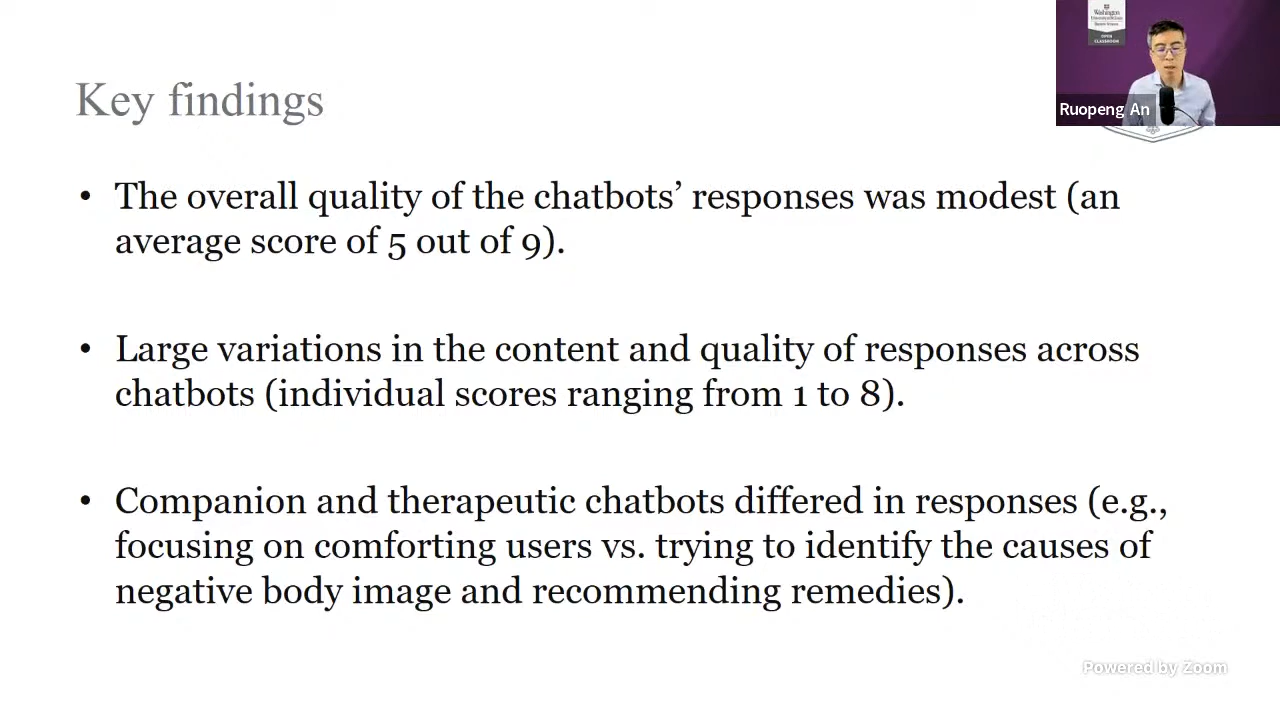 Washington
OPEN
CLASSROOM
Ruopeng An
Key findings
• The overall quality of the chatbots’ responses was modest (an
average score of 5 out of 9).
• Large variations in the content and quality of responses across
chatbots (individual scores ranging from 1 to 8).
• Companion and therapeutic chatbots differed in responses (e.g.,
focusing on comforting users vs. trying to identify the causes of
negative body image and recommending remedies).
Powered by Zoom